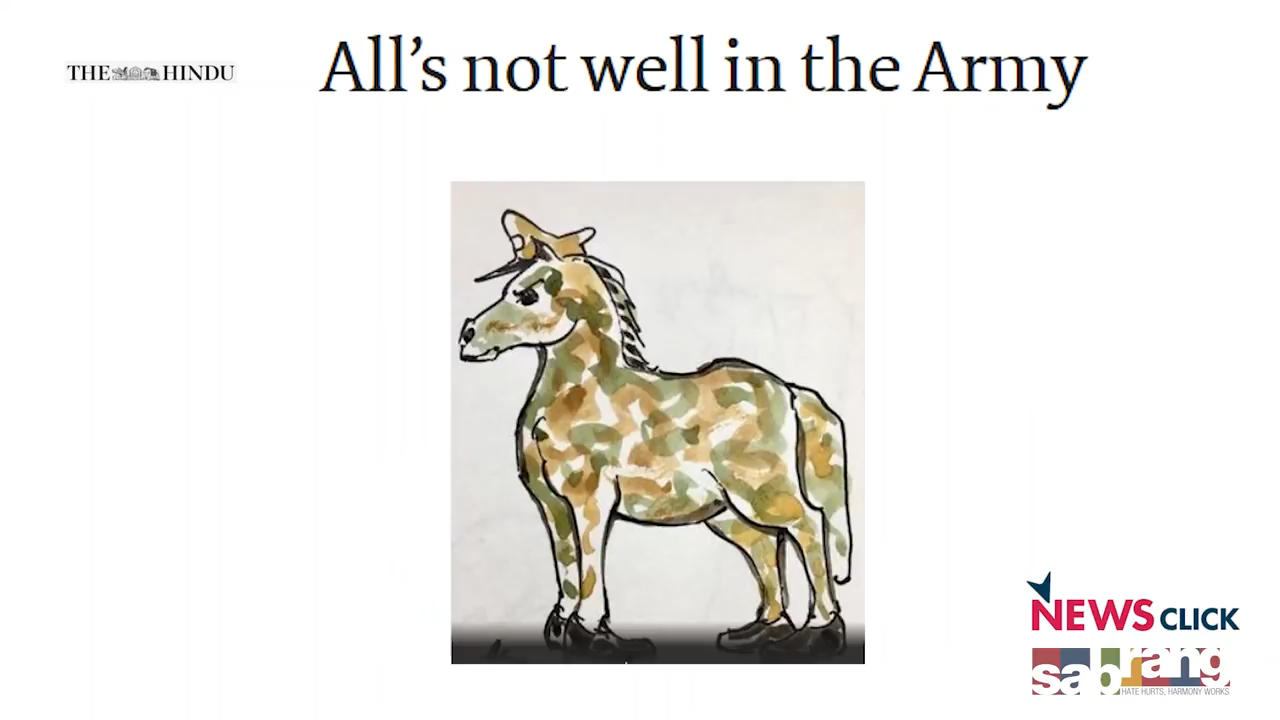 THE HINDU
All's not well in the Army
NEWS CLICK
sabrang
HATE HURTS, HARMONY WORKS